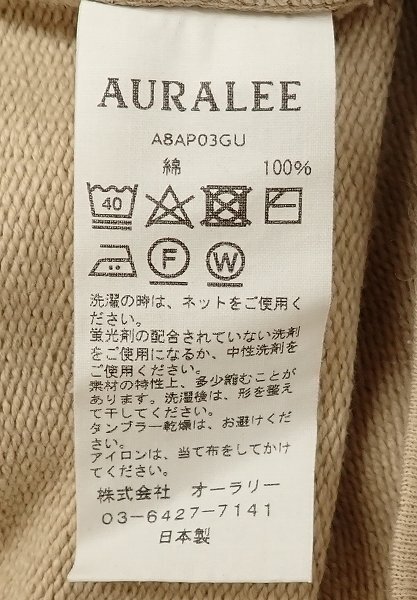 AURALEE
A8AP03GU
綿 100%
40
F W
洗濯の時は、ネットをご使用く
ださい。
蛍光剤の配合されていない洗剤
をご使用になるか、中性洗剤を
ご使用ください。
素材の特性上、多少縮むことが
あります。洗濯後は、形を整え
て干してください。
タンブラー乾燥は、お避けくだ
さい。
アイロンは、当て布をしてかけ
てください。
株式会社 オーラリー
03-6427-7141
日本製